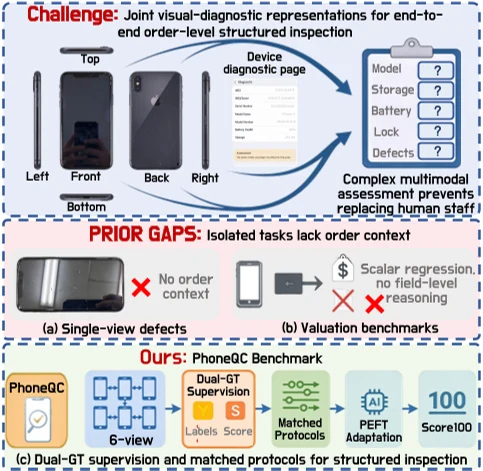 Challenge: Joint visual-diagnostic representations for end-to-
end order-level structured inspection
Top
Device
diagnostic page
Left
Front
Back
Right
Bottom
Model ?
Storage ?
Battery ?
Lock ?
Defects ?
Complex multimodal
assessment prevents
replacing human staff
PRIOR GAPS: Isolated tasks lack order context
No order
context
$
Scalar regression,
no field-level
reasoning
(a) Single-view defects
(b) Valuation benchmarks
Ours: PhoneQC Benchmark
PhoneQC
6-view
Dual-GT
Supervision
S
Labels
Score
Matched
Protocols
AI
PEFT
Adaptation
100
Score100
(c) Dual-GT supervision and matched protocols for structured inspection